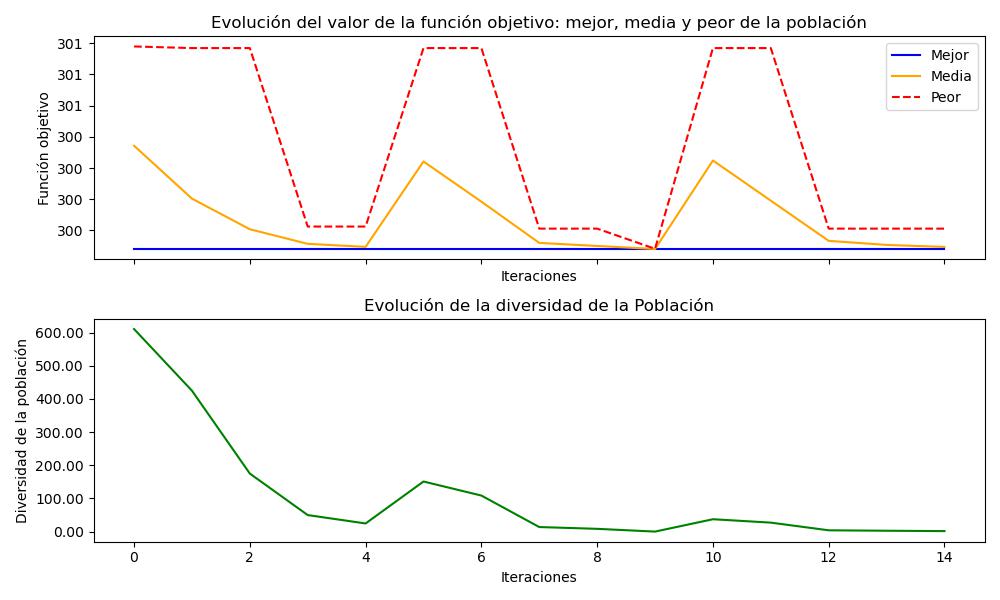 Evolución del valor de la función objetivo: mejor, media y peor de la población
Función objetivo
301
301
301
300
300
300
300
Mejor
Media
Peor
Iteraciones
Evolución de la diversidad de la Población
Diversidad de la población
600.00
500.00
400.00
300.00
200.00
100.00
0.00
0 2 4 6 8 10 12 14
Iteraciones